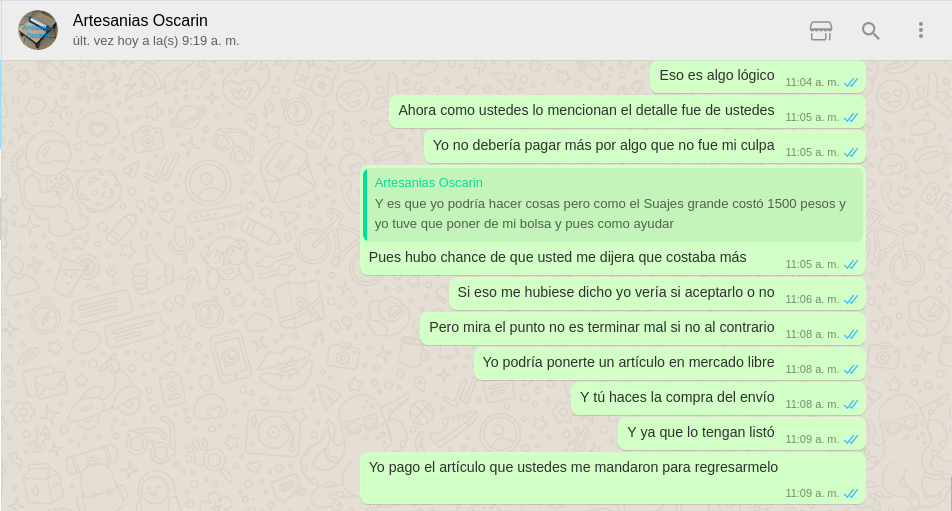 Artesanias Oscarin
últ. vez hoy a la(s) 9:19 a. m.
Eso es algo lógico 11:04 a. m.
Ahora como ustedes lo mencionan el detalle fue de ustedes 11:05 a. m.
Yo no debería pagar más por algo que no fue mi culpa 11:05 a. m.
Artesanias Oscarin
Y es que yo podría hacer cosas pero como el Suajes grande costó 1500 pesos y
yo tuve que poner de mi bolsa y pues como ayudar
Pues hubo chance de que usted me dijera que costaba más 11:05 a. m.
Si eso me hubiese dicho yo vería si aceptarlo o no 11:06 a. m.
Pero mira el punto no es terminar mal si no al contrario 11:08 a. m.
Yo podría ponerte un artículo en mercado libre 11:08 a. m.
Y tú haces la compra del envío 11:08 a. m.
Y ya que lo tengan listó 11:09 a. m.
Yo pago el artículo que ustedes me mandaron para regresarmelo
11:09 a. m.